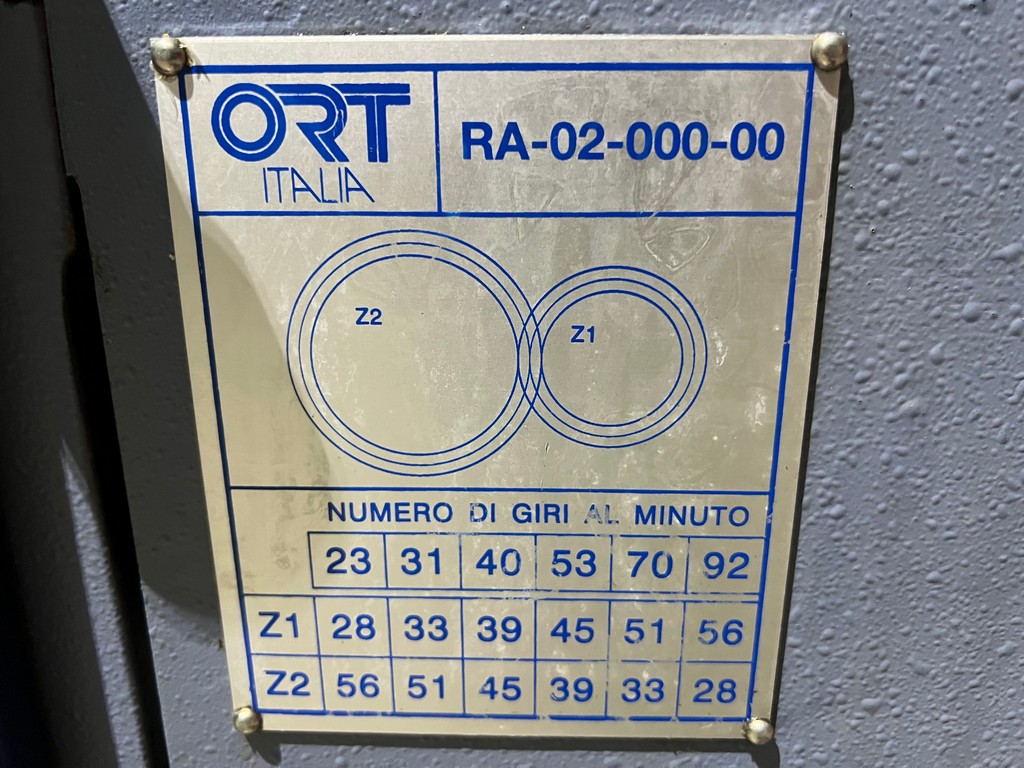 ORT
ITALIA
RA-02-000-00
Z2
Z1
NUMERO DI GIRI AL MINUTO
23 31 40 53 70 92
Z1 28 33 39 45 51 56
Z2 56 51 45 39 33 28